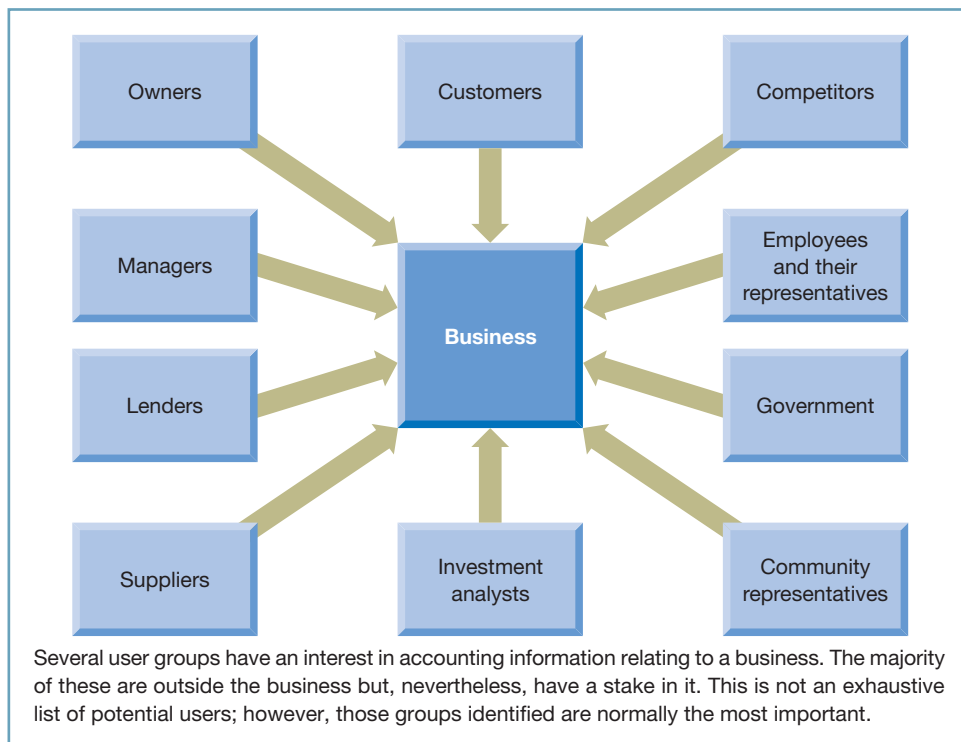 Owners
Customers
Competitors
Managers
Business
Employees
and their
representatives
Lenders
Government
Suppliers
Investment
analysts
Community
representatives
Several user groups have an interest in accounting information relating to a business. The majority
of these are outside the business but, nevertheless, have a stake in it. This is not an exhaustive
list of potential users; however, those groups identified are normally the most important.